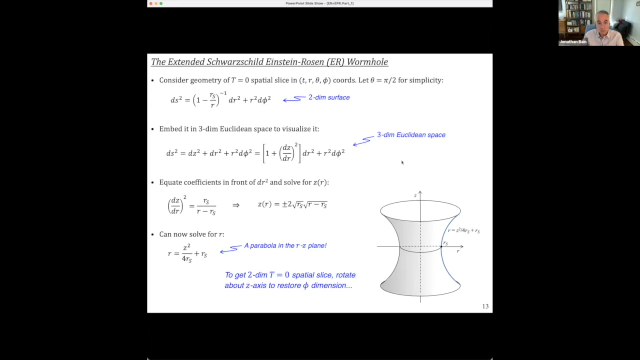 PowerPoint Slide Show - [ER=EPR_Part_1]
The Extended Schwarzschild Einstein-Rosen (ER) Wormhole
• Consider geometry of T = 0 spatial slice in (t, r, θ, ϕ) coords. Let θ = π/2 for simplicity:
ds² = (1 − r_S/r)⁻¹ dr² + r²dϕ²
2-dim surface
• Embed it in 3-dim Euclidean space to visualize it:
3-dim Euclidean space
ds² = dz² + dr² + r²dϕ² = [1 + (dz/dr)²] dr² + r²dϕ²
• Equate coefficients in front of dr² and solve for z(r):
(dz/dr)² = r_S/(r − r_S) ⇒ z(r) = ±2√r_S √(r − r_S)
• Can now solve for r:
r = z²/4r_S + r_S
A parabola in the r-z plane!
To get 2-dim T = 0 spatial slice, rotate
about z-axis to restore ϕ dimension...
z
r = z²/4r_S + r_S
r_S
r
13
Jonathan Bain